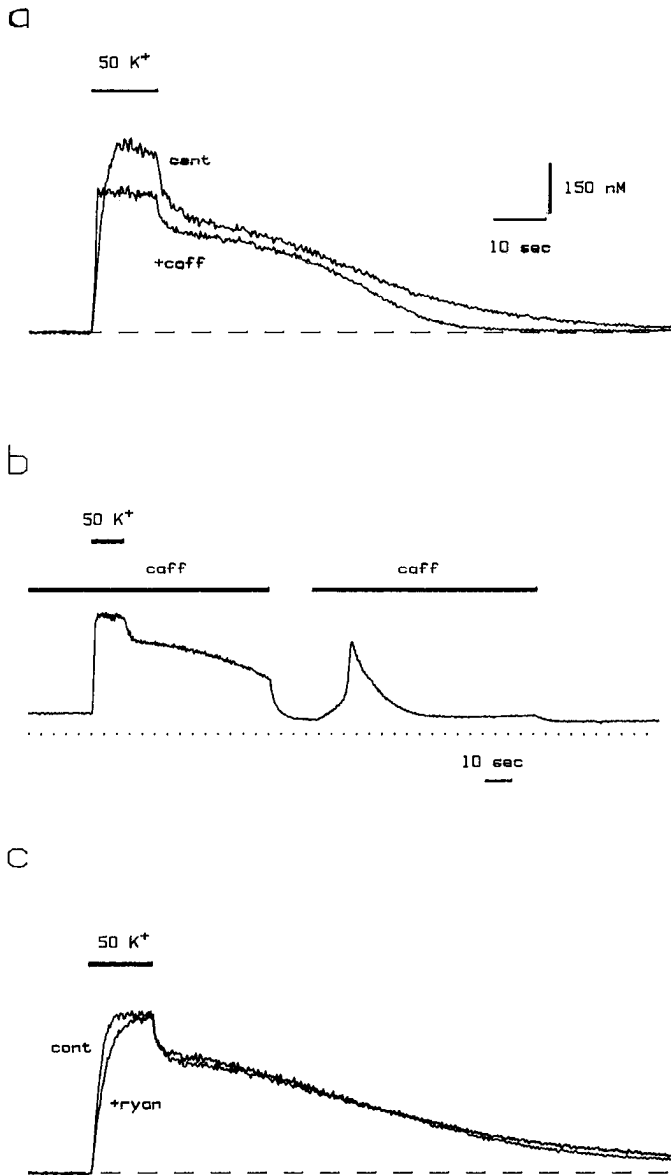 a
50 K⁺
cont
+caff
150 nM
10 sec
b
50 K⁺
caff
caff
10 sec
c
50 K⁺
cont
+ryan